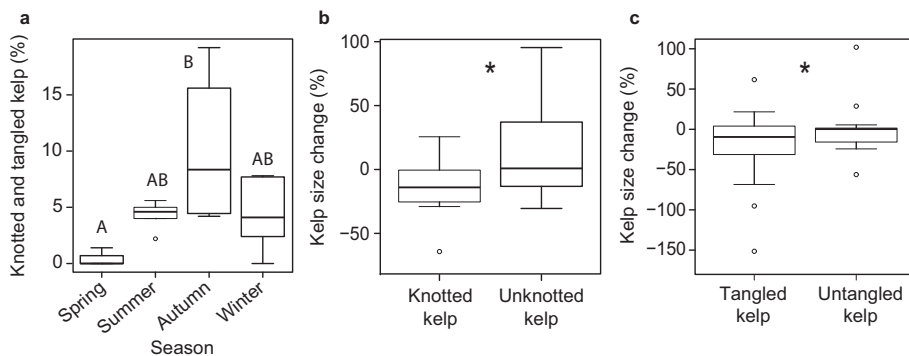 a
Knotted and tangled kelp (%)
15
10
5
0
A
AB
B
AB
Spring
Summer
Autumn
Winter
Season
b
Kelp size change (%)
100
50
0
−50
*
Knotted
kelp
Unknotted
kelp
c
Kelp size change (%)
100
50
0
−50
−100
−150
*
Tangled
kelp
Untangled
kelp